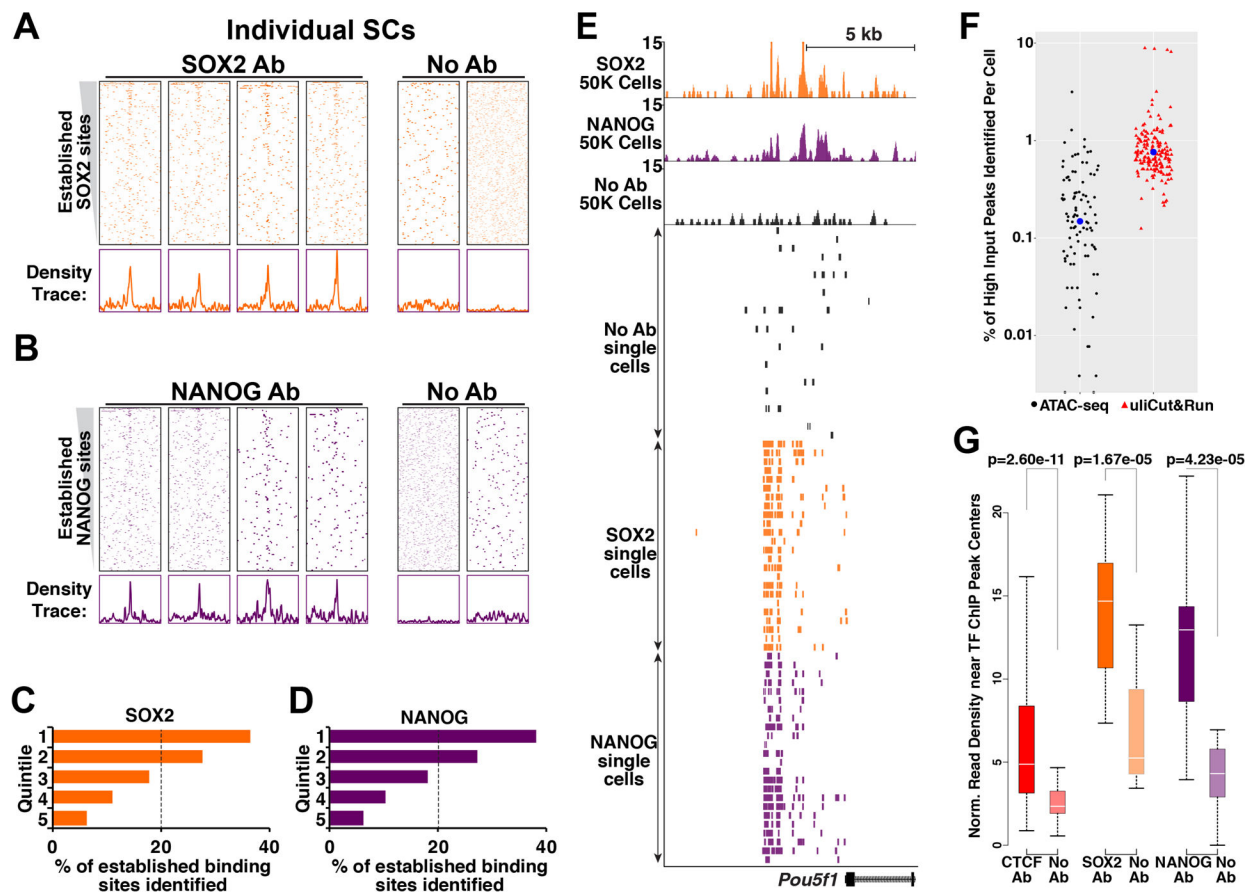 A
Individual SCs
SOX2 Ab
No Ab
Established
SOX2 sites
Density
Trace:
B
NANOG Ab
No Ab
Established
NANOG sites
Density
Trace:
C
SOX2
Quintile
1
2
3
4
5
0
20
40
% of established binding
sites identified
D
NANOG
Quintile
1
2
3
4
5
0
20
40
% of established binding
sites identified
E
5 kb
15
SOX2
50K Cells
15
NANOG
50K Cells
15
No Ab
50K Cells
No Ab
single
cells
SOX2
single
cells
NANOG
single
cells
Pou5f1
F
% of High Input Peaks Identified Per Cell
10
1
0.1
0.01
ATAC-seq
uliCut&Run
G
p=2.60e-11
p=1.67e-05
p=4.23e-05
Norm. Read Density near TF ChIP Peak Centers
20
15
10
5
0
CTCF
Ab
No
Ab
SOX2
Ab
No
Ab
NANOG
Ab
No
Ab